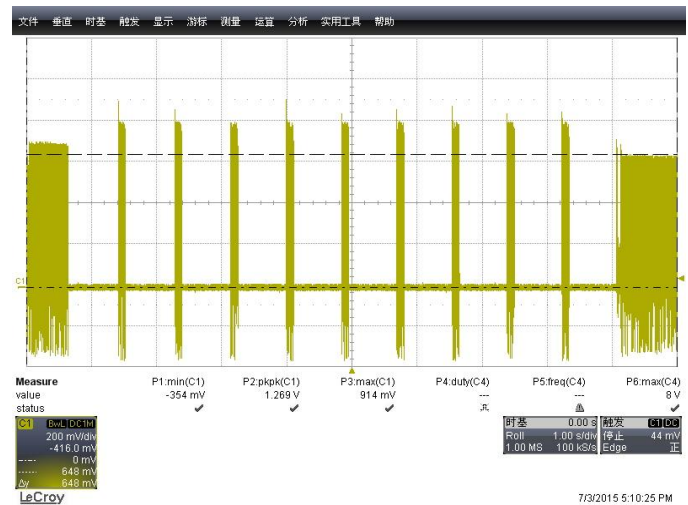 文件 垂直 时基 触发 显示 游标 测量 运算 分析 实用工具 帮助
C1
Measure P1:min(C1) P2:pkpk(C1) P3:max(C1) P4:duty(C4) P5:freq(C4) P6:max(C4)
value -354 mV 1.269 V 914 mV --- --- 8 V
status
C1 BwL DC1M
200 mV/div
-416.0 mV
0 mV
648 mV
Δy 648 mV
时基 0.00 s
Roll 1.00 s/div
1.00 MS 100 kS/s
触发 C1 DC
停止 44 mV
Edge 正
LeCroy
7/3/2015 5:10:25 PM